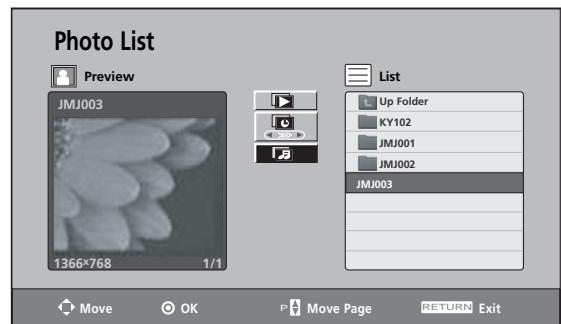 Photo List
Preview
JMJ003
1366×768 1/1
List
Up Folder
KY102
JMJ001
JMJ002
JMJ003
Move OK P Move Page RETURN Exit